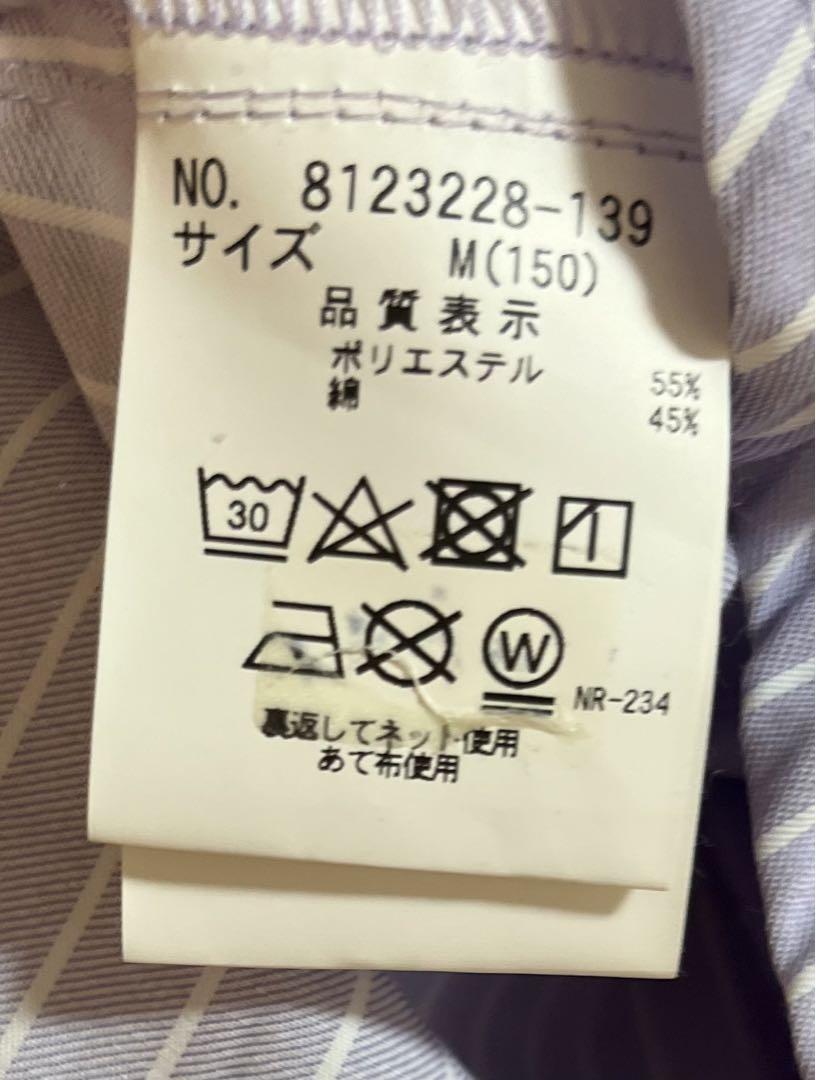 NO. 8123228-139
サイズ M(150)
品質表示
ポリエステル 55%
綿 45%
30
W
NR-234
裏返してネット使用
あて布使用